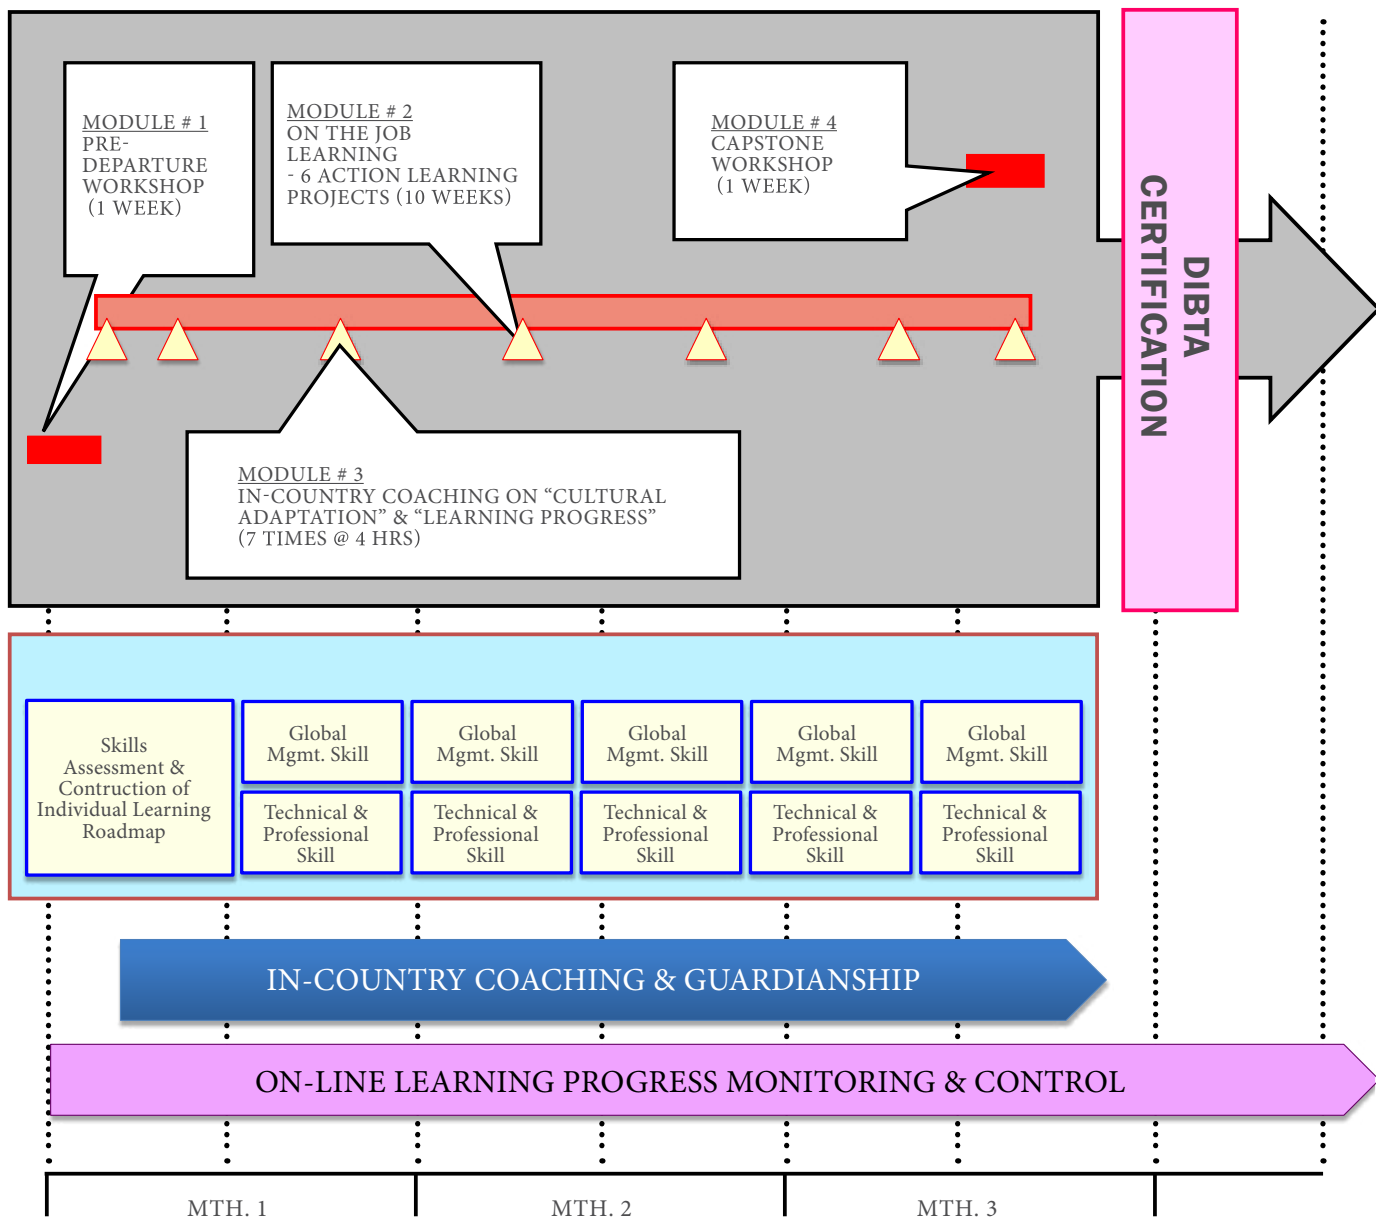 MODULE # 1
PRE-
DEPARTURE
WORKSHOP
(1 WEEK)
MODULE # 2
ON THE JOB
LEARNING
- 6 ACTION LEARNING
PROJECTS (10 WEEKS)
MODULE # 4
CAPSTONE
WORKSHOP
(1 WEEK)
MODULE # 3
IN-COUNTRY COACHING ON “CULTURAL
ADAPTATION” & “LEARNING PROGRESS”
(7 TIMES @ 4 HRS)
DIBTA
CERTIFICATION
Skills
Assessment &
Contruction of
Individual Learning
Roadmap
Global
Mgmt. Skill
Global
Mgmt. Skill
Global
Mgmt. Skill
Global
Mgmt. Skill
Global
Mgmt. Skill
Technical &
Professional
Skill
Technical &
Professional
Skill
Technical &
Professional
Skill
Technical &
Professional
Skill
Technical &
Professional
Skill
IN-COUNTRY COACHING & GUARDIANSHIP
ON-LINE LEARNING PROGRESS MONITORING & CONTROL
MTH. 1
MTH. 2
MTH. 3